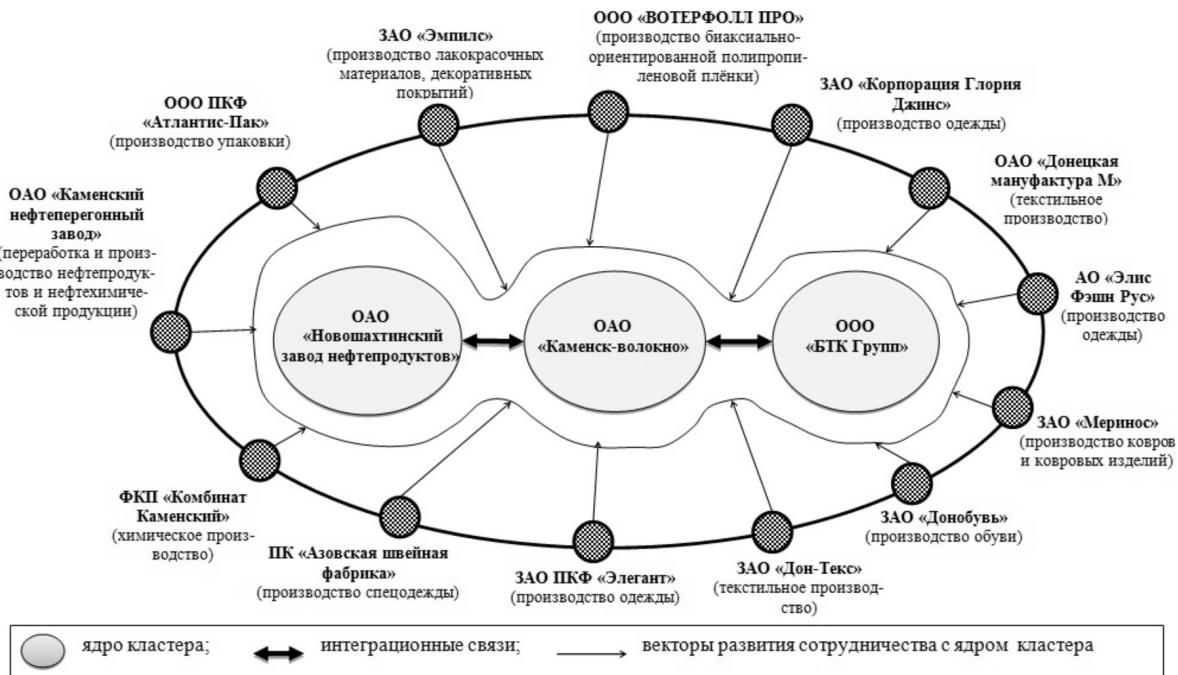 ЗАО «Эмпилс»
(производство лакокрасочных
материалов, декоративных
покрытий)
ООО «ВОТЕРФОЛЛ ПРО»
(производство биаксиально-
ориентированной полипропи-
леновой плёнки)
ЗАО «Корпорация Глория
Джинс»
(производство одежды)
ООО ПКФ
«Атлантис-Пак»
(производство упаковки)
ОАО «Донецкая
мануфактура М»
(текстильное
производство)
ОАО «Каменский
нефтеперегонный
завод»
(переработка и произ-
водство нефтепродук-
тов и нефтехимиче-
ской продукции)
АО «Элис
Фэшн Рус»
(производство
одежды)
ОАО
«Новошахтинский
завод нефтепродуктов»
ОАО
«Каменск-волокно»
ООО
«БТК Групп»
ЗАО «Меринос»
(производство ковров
и ковровых изделий)
ФКП «Комбинат
Каменский»
(химическое произ-
водство)
ПК «Азовская швейная
фабрика»
(производство спецодежды)
ЗАО ПКФ «Элегант»
(производство одежды)
ЗАО «Дон-Текс»
(текстильное производ-
ство)
ЗАО «Донобувь»
(производство обуви)
ядро кластера;
интеграционные связи;
векторы развития сотрудничества с ядром кластера